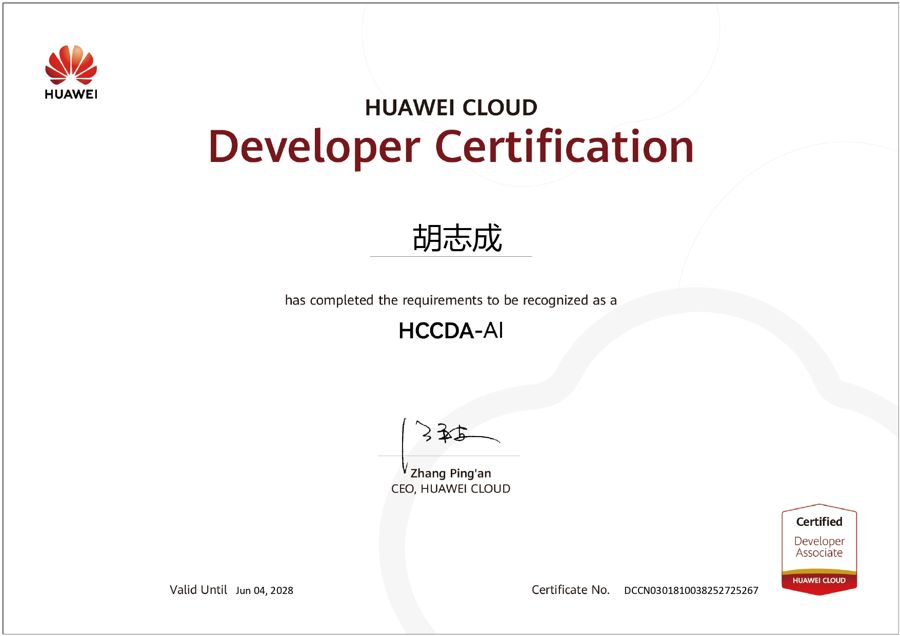 HUAWEI
HUAWEI CLOUD
Developer Certification
胡志成
has completed the requirements to be recognized as a
HCCDA-AI
Zhang Ping'an
CEO, HUAWEI CLOUD
Certified
Developer
Associate
HUAWEI CLOUD
Valid Until Jun 04, 2028
Certificate No. DCCN0301810038252725267